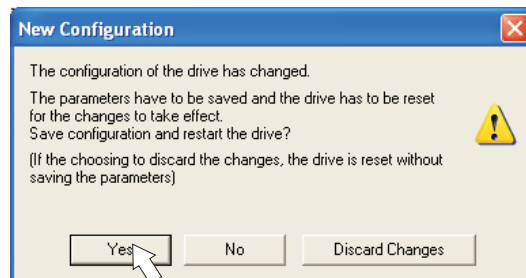 New Configuration
The configuration of the drive has changed.
The parameters have to be saved and the drive has to be reset
for the changes to take effect.
Save configuration and restart the drive?
(If the choosing to discard the changes, the drive is reset without
saving the parameters)
Yes No Discard Changes